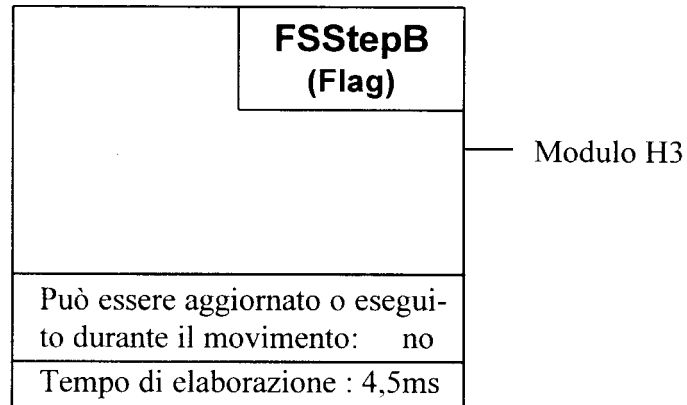 FSStepB
(Flag)
Modulo H3
Può essere aggiornato o esegui-
to durante il movimento: no
Tempo di elaborazione : 4,5ms